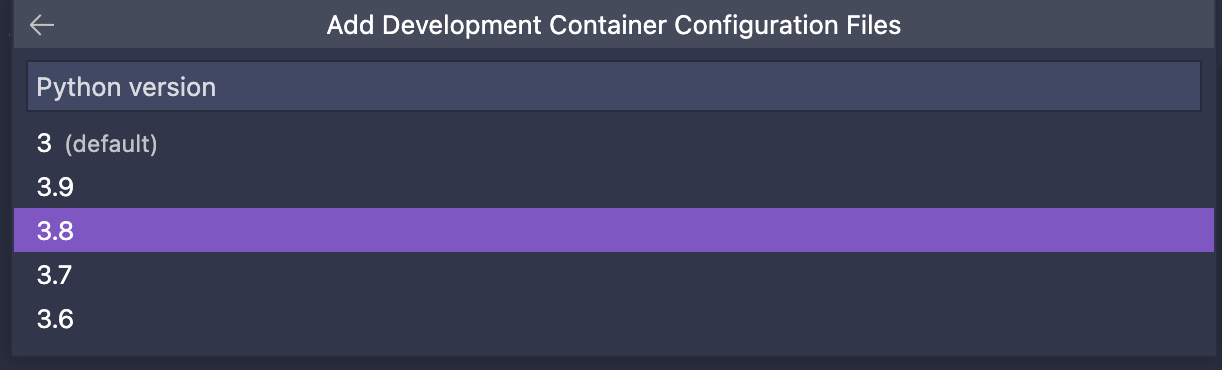 Add Development Container Configuration Files
Python version
3 (default)
3.9
3.8
3.7
3.6